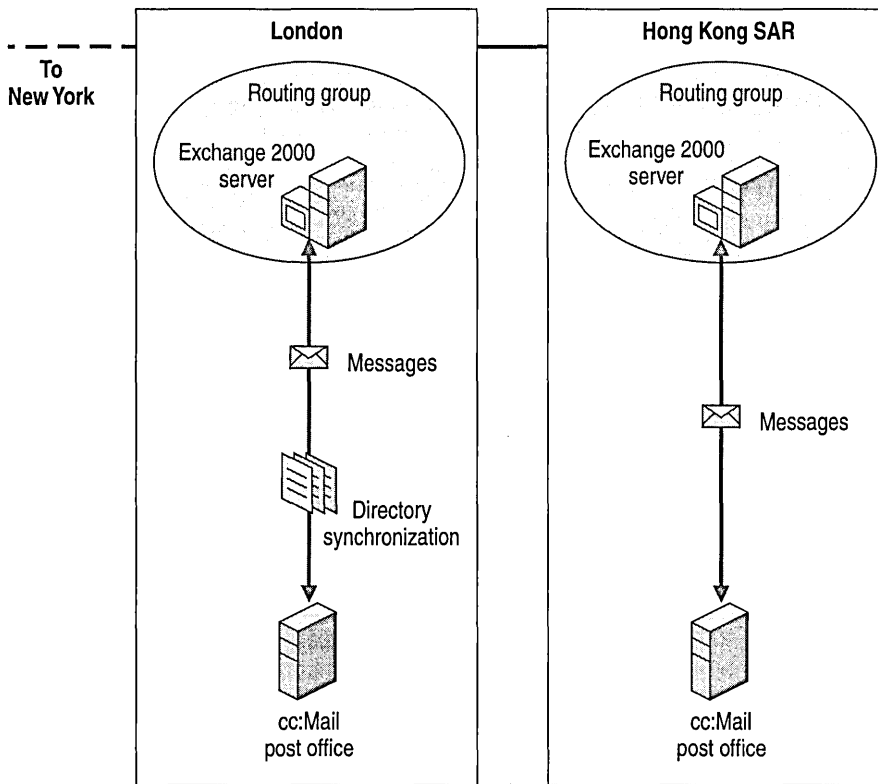 To
New York
London
Routing group
Exchange 2000
server
Messages
Directory
synchronization
cc:Mail
post office
Hong Kong SAR
Routing group
Exchange 2000
server
Messages
cc:Mail
post office